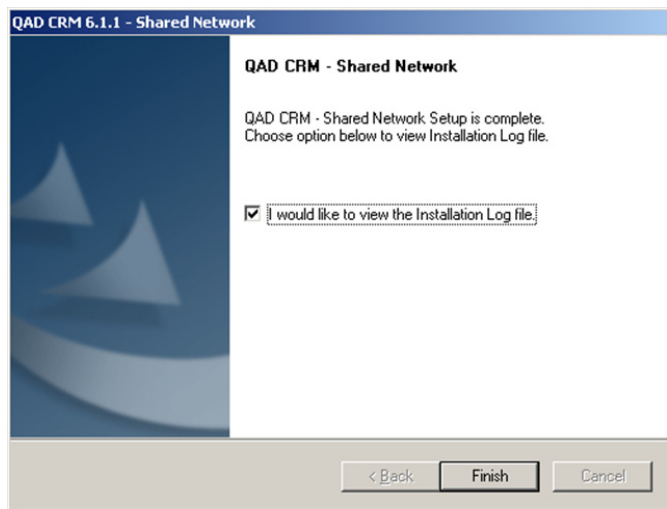 QAD CRM 6.1.1 - Shared Network
QAD CRM - Shared Network
QAD CRM - Shared Network Setup is complete.
Choose option below to view Installation Log file.
I would like to view the Installation Log file.
< Back
Finish
Cancel